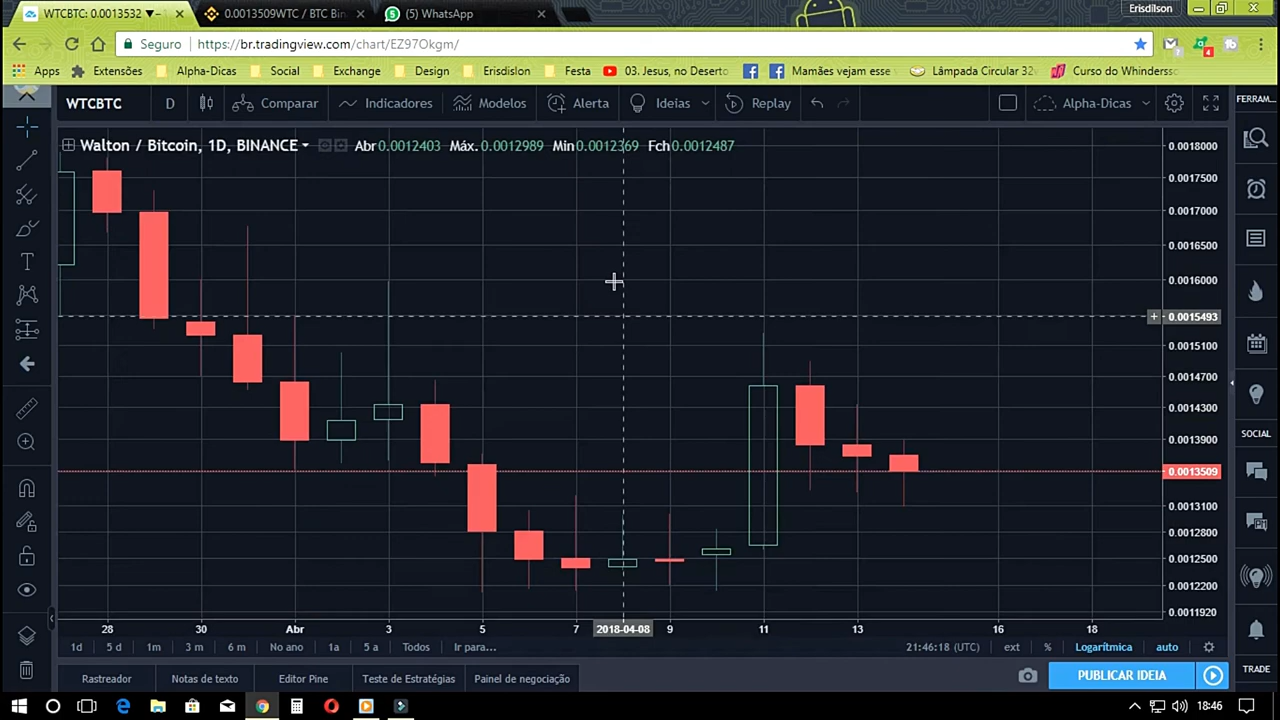 WTCBTC: 0.0013532 ▼ –
0.0013509WTC / BTC Bin
(5) WhatsApp
Erisdilson
Seguro
https://br.tradingview.com/chart/EZ97Okgm/
Apps
Extensões
Alpha-Dicas
Social
Exchange
Design
Erisdislon
Festa
03. Jesus, no Deserto
Mamães vejam esse
Lâmpada Circular 32
Curso do Whinderss
WTCBTC
D
Comparar
Indicadores
Modelos
Alerta
Ideias
Replay
Alpha-Dicas
FERRAM...
Walton / Bitcoin, 1D, BINANCE
Abr 0.0012403 Máx. 0.0012989 Min 0.0012369 Fch 0.0012487
0.0018000
0.0017500
0.0017000
0.0016500
0.0016000
0.0015493
0.0015100
0.0014700
0.0014300
0.0013900
0.0013509
0.0013100
0.0012800
0.0012500
0.0012200
0.0011920
SOCIAL
TRADE
28 30 Abr 3 5 7 2018-04-08 9 11 13 16 18
1d 5 d 1m 3 m 6 m No ano 1a 5 a Todos Ir para...
21:46:18 (UTC) ext % Logarítmica auto
Rastreador
Notas de texto
Editor Pine
Teste de Estratégias
Painel de negociação
PUBLICAR IDEIA
18:46